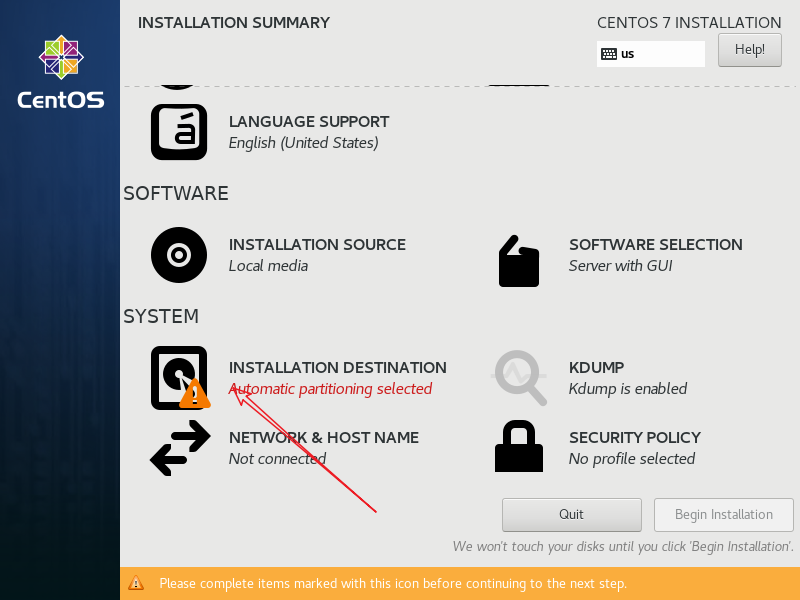 INSTALLATION SUMMARY
CENTOS 7 INSTALLATION
us
Help!
CentOS
LANGUAGE SUPPORT
English (United States)
SOFTWARE
INSTALLATION SOURCE
Local media
SOFTWARE SELECTION
Server with GUI
SYSTEM
INSTALLATION DESTINATION
Automatic partitioning selected
KDUMP
Kdump is enabled
NETWORK & HOST NAME
Not connected
SECURITY POLICY
No profile selected
Quit
Begin Installation
We won't touch your disks until you click 'Begin Installation'.
Please complete items marked with this icon before continuing to the next step.